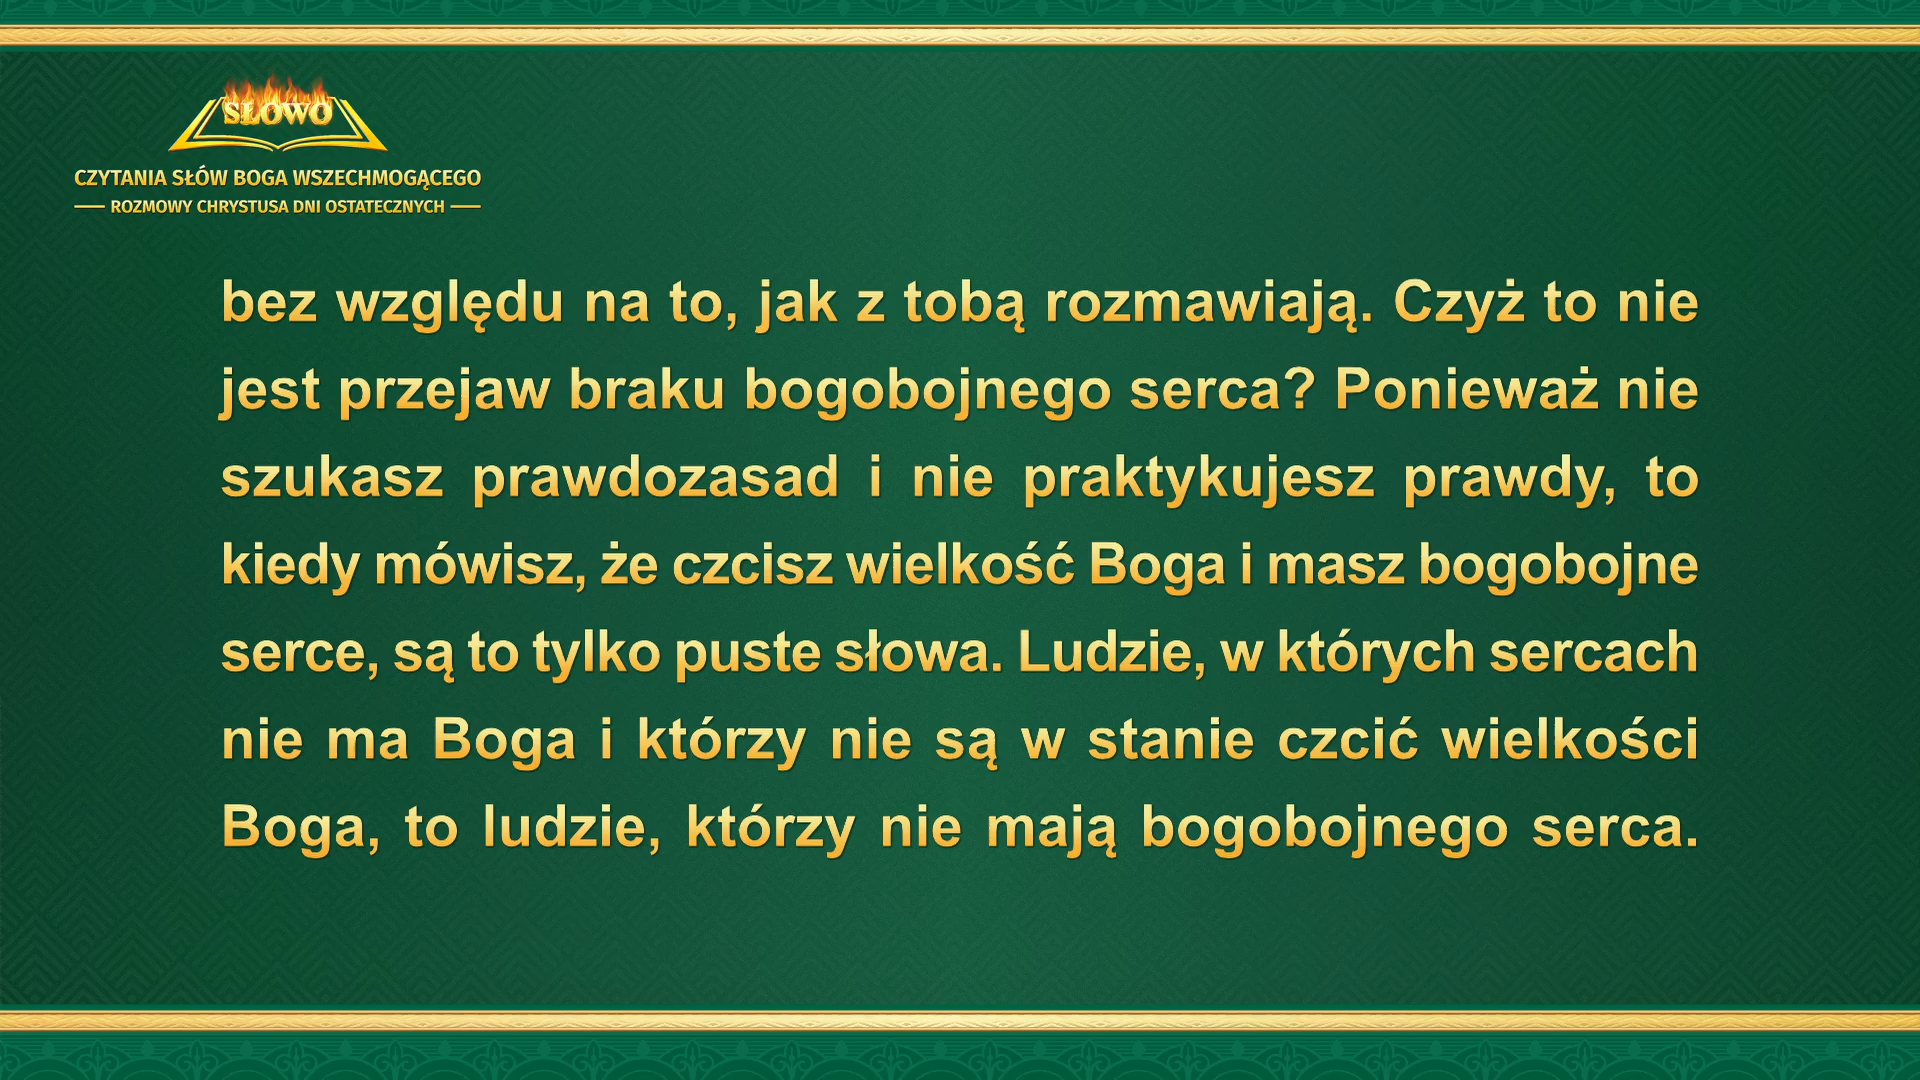 SŁOWO
CZYTANIA SŁÓW BOGA WSZECHMOGĄCEGO
ROZMOWY CHRYSTUSA DNI OSTATECZNYCH
bez względu na to, jak z tobą rozmawiają. Czyż to nie
jest przejaw braku bogobojnego serca? Ponieważ nie
szukasz prawdozasad i nie praktykujesz prawdy, to
kiedy mówisz, że czcisz wielkość Boga i masz bogobojne
serce, są to tylko puste słowa. Ludzie, w których sercach
nie ma Boga i którzy nie są w stanie czcić wielkości
Boga, to ludzie, którzy nie mają bogobojnego serca.